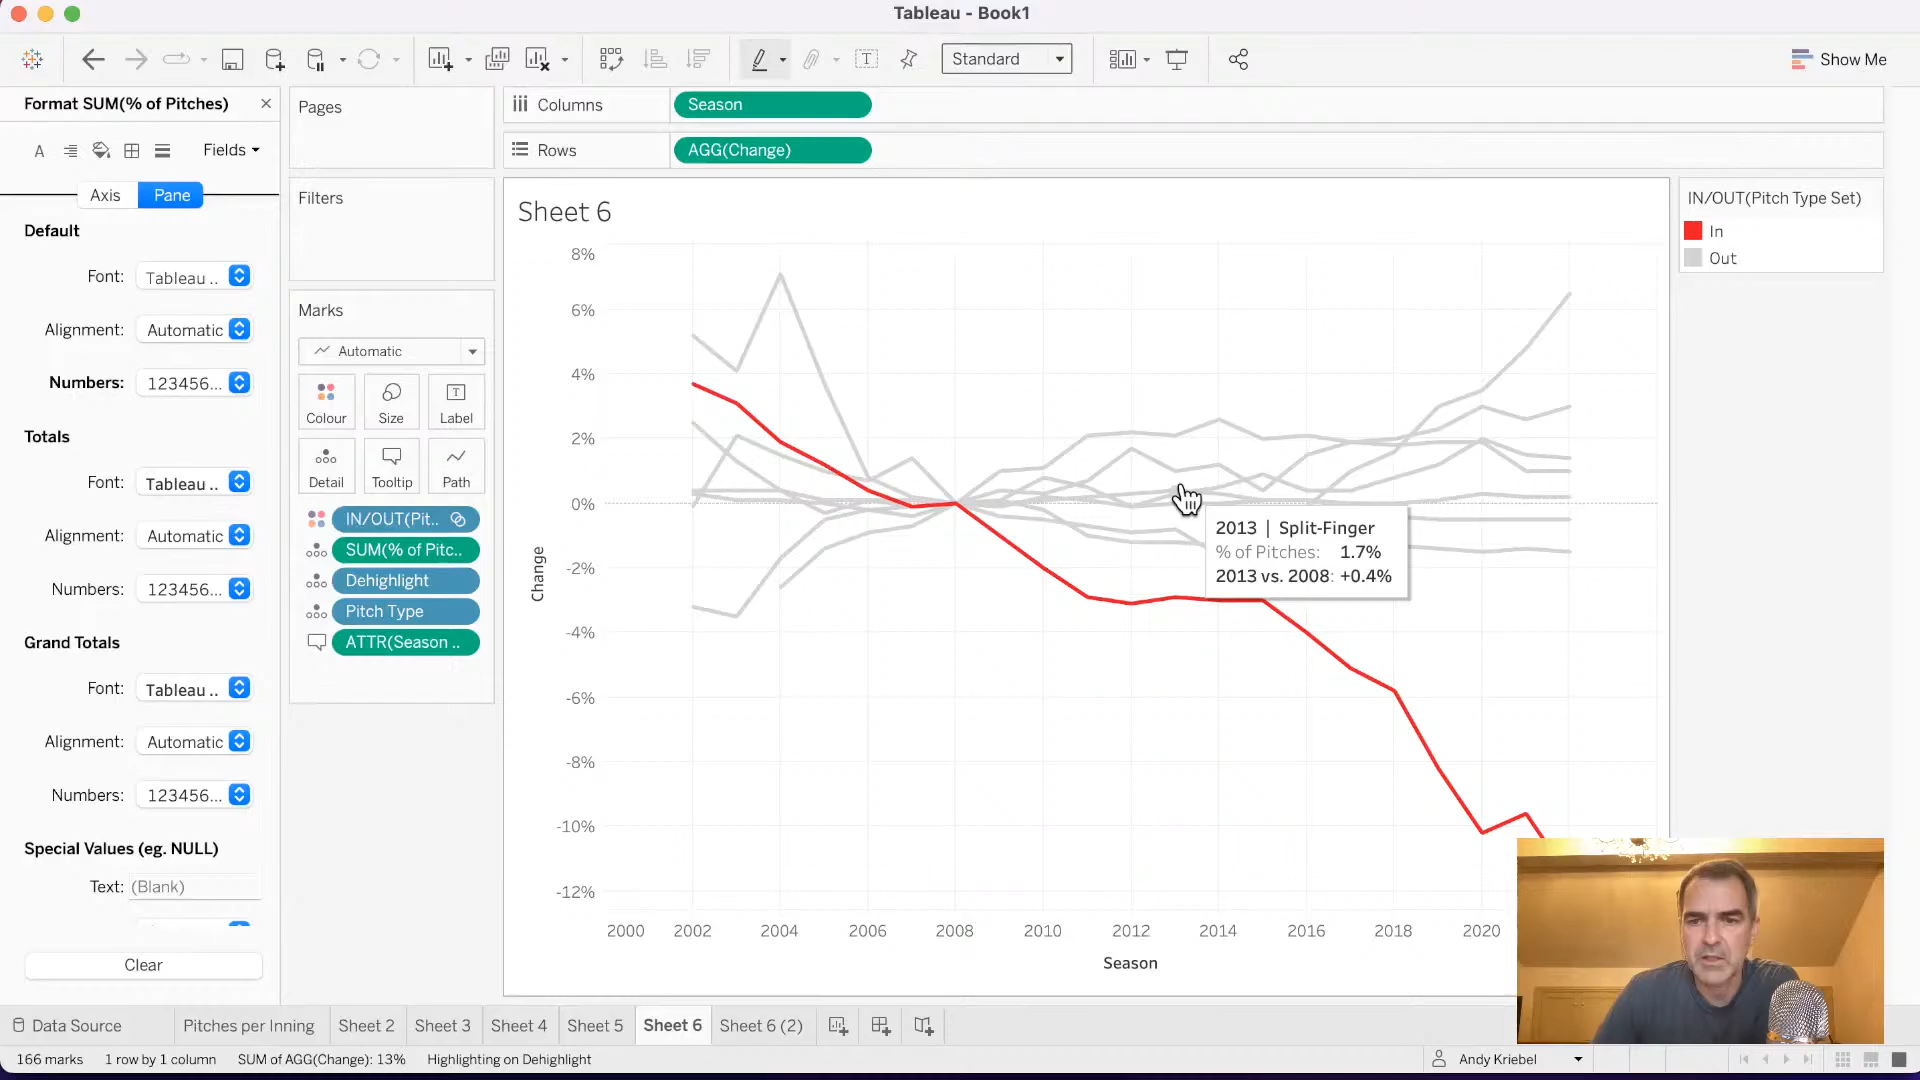 Tableau - Book1
Standard
Show Me
Format SUM(% of Pitches)
Fields
Axis
Pane
Default
Font: Tableau ..
Alignment: Automatic
Numbers: 123456...
Totals
Font: Tableau ..
Alignment: Automatic
Numbers: 123456...
Grand Totals
Font: Tableau ..
Alignment: Automatic
Numbers: 123456...
Special Values (eg. NULL)
Text: (Blank)
Clear
Pages
Filters
Marks
Automatic
Colour
Size
Label
Detail
Tooltip
Path
IN/OUT(Pit..
SUM(% of Pitc..
Dehighlight
Pitch Type
ATTR(Season ..
Columns
Season
Rows
AGG(Change)
Sheet 6
8%
6%
4%
2%
0%
-2%
-4%
-6%
-8%
-10%
-12%
Change
2000 2002 2004 2006 2008 2010 2012 2014 2016 2018 2020
Season
2013 | Split-Finger
% of Pitches: 1.7%
2013 vs. 2008: +0.4%
IN/OUT(Pitch Type Set)
In
Out
Data Source
Pitches per Inning
Sheet 2
Sheet 3
Sheet 4
Sheet 5
Sheet 6
Sheet 6 (2)
166 marks
1 row by 1 column
SUM of AGG(Change): 13%
Highlighting on Dehighlight
Andy Kriebel